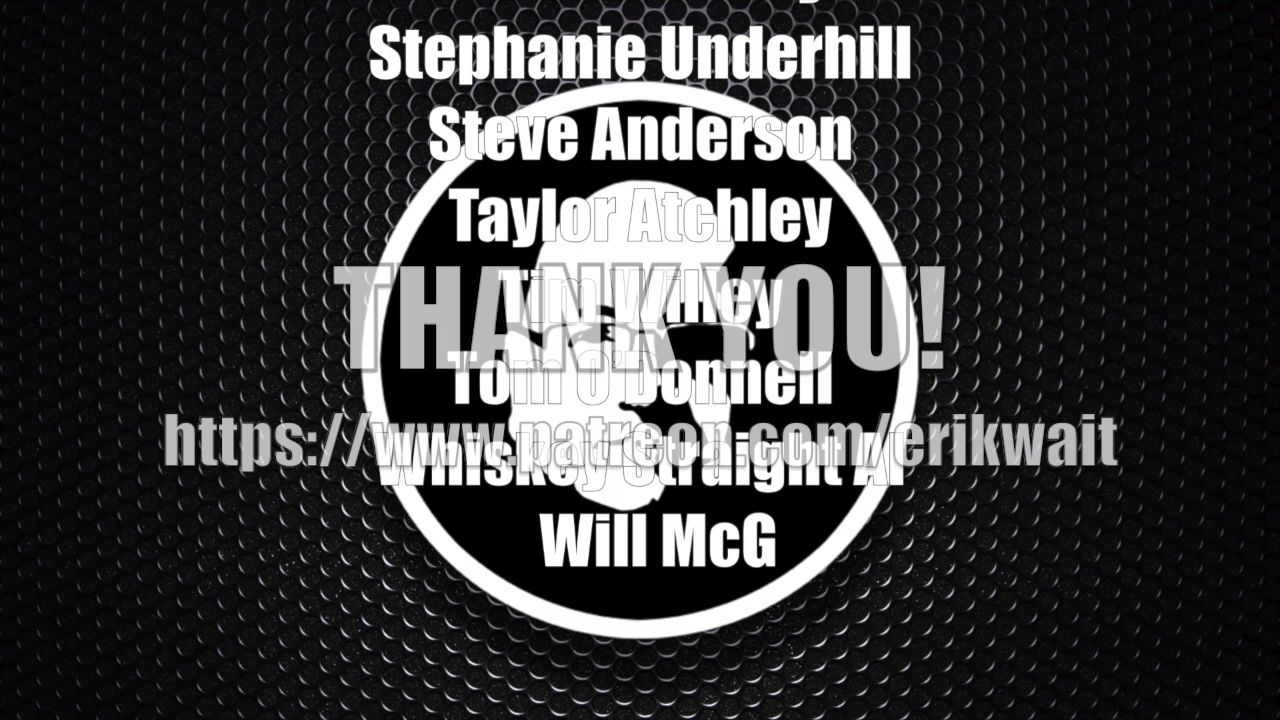 Stephanie Underhill
Steve Anderson
Taylor Atchley
Tim Willey
THANK YOU!
Tom O'Donnell
https://www.patreon.com/erikwait
Whiskey Straight Al
Will McG